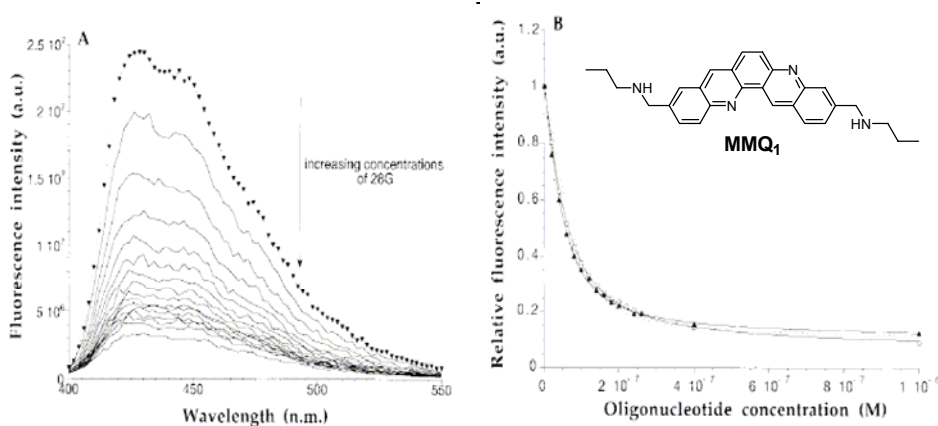 A
Fluorescence intensity (a.u.)
2.5 10⁷
2 10⁷
1.5 10⁷
1 10⁷
5 10⁶
0
400
450
500
550
Wavelength (n.m.)
increasing concentrations
of 28G
B
Relative fluorescence intensity (a.u.)
1.2
1
0.8
0.6
0.4
0.2
0
0
2 10⁻⁷
4 10⁻⁷
6 10⁻⁷
8 10⁻⁷
1 10⁻⁶
Oligonucleotide concentration (M)
NH
N
N
HN
MMQ₁